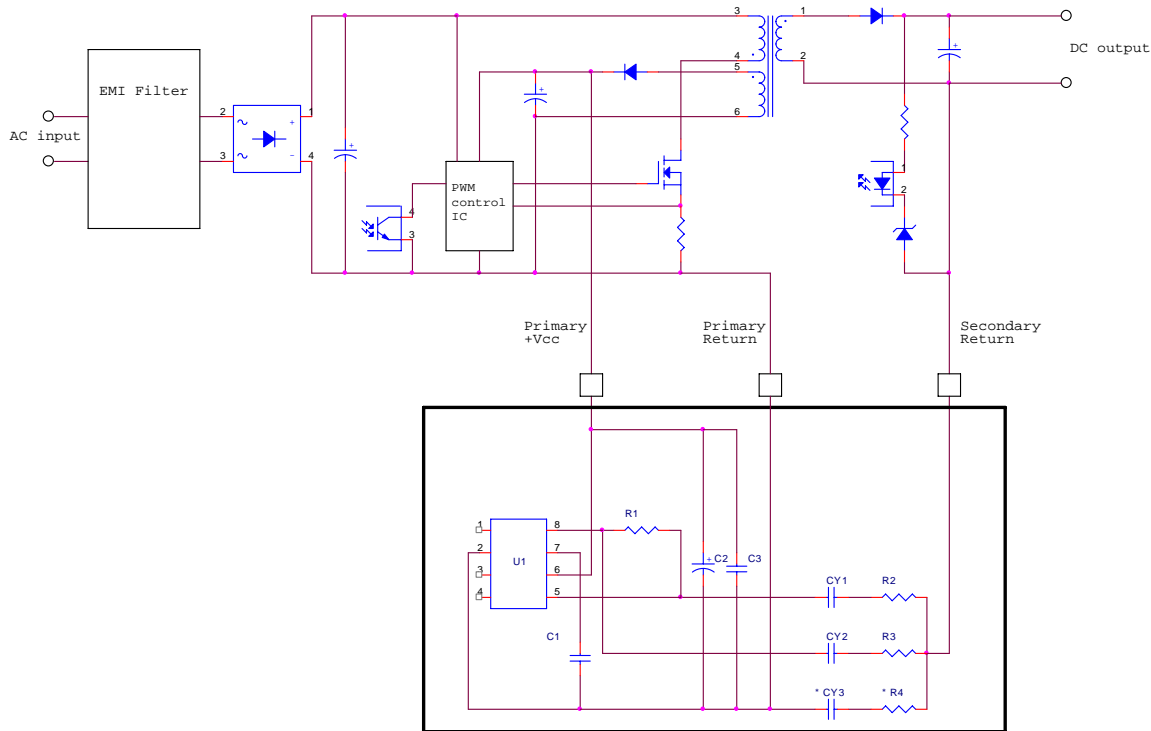 3
1
4
5
2
6
DC output
EMI Filter
2
1
3
4
+
-
AC input
+
+
+
PWM
control
IC
4
3
1
2
Primary
+Vcc
Primary
Return
Secondary
Return
1
2
3
4
U1
8
7
6
5
R1
+
C2
C3
C1
CY1
R2
CY2
R3
* CY3
* R4